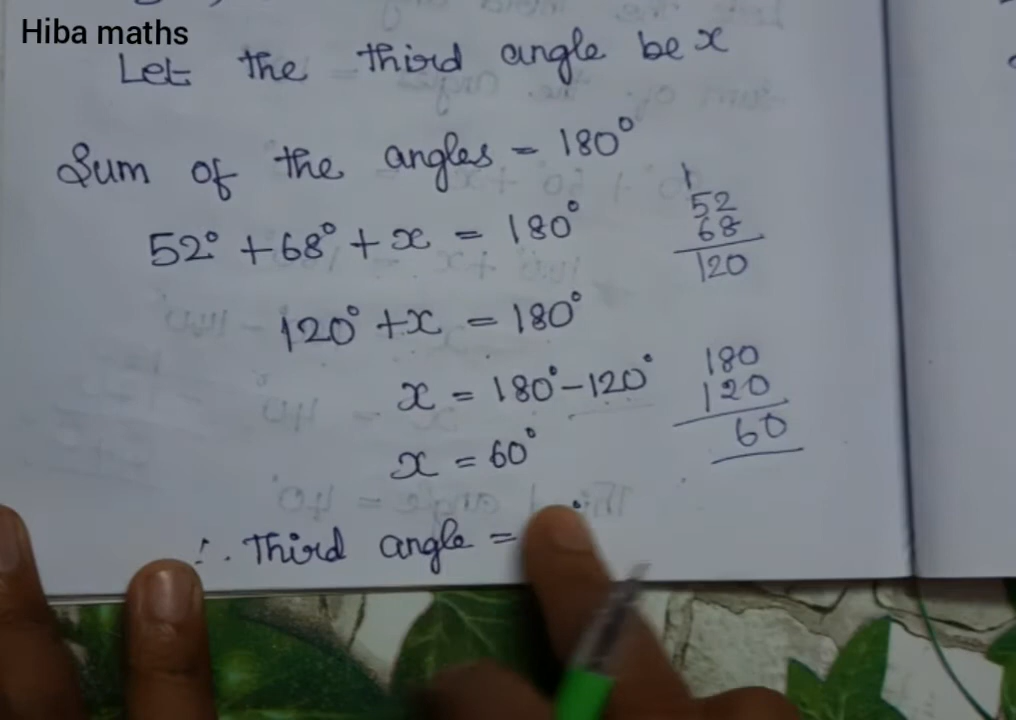 Hiba maths
Let the third angle be x
Sum of the angles = 180°
52° + 68° + x = 180°
120° + x = 180°
x = 180° - 120°
x = 60°
∴ Third angle =
1
52
68
120
180
120
60